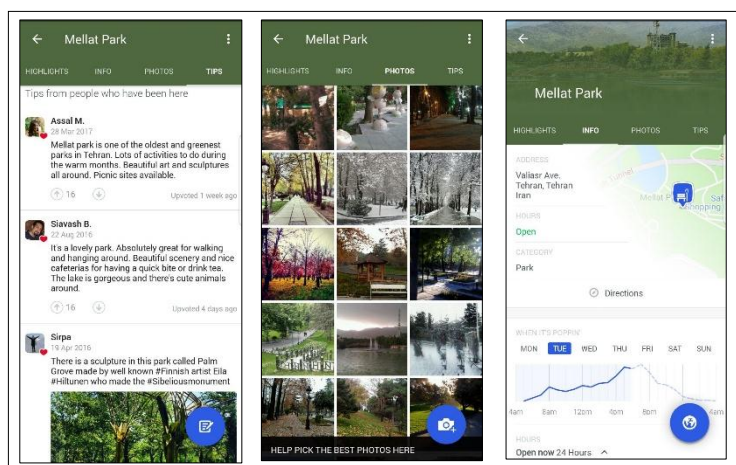 Mellat Park
HIGHLIGHTS INFO PHOTOS TIPS
Tips from people who have been here
Assal M.
28 Mar 2017
Mellat park is one of the oldest and greenest
parks in Tehran. Lots of activities to do during
the warm months. Beautiful art and sculptures
all around. Picnic sites available.
16 Upvoted 1 week ago
Siavash B.
22 Aug 2016
It's a lovely park. Absolutely great for walking
and hanging around. Beautiful scenery and nice
cafeterias for having a quick bite or drink tea.
The lake is gorgeous and there's cute animals
around.
16 Upvoted 4 days ago
Sirpa
19 Apr 2016
There is a sculpture in this park called Palm
Grove made by well known #Finnish artist Eila
#Hiltunen who made the #Sibeliousmonument
Mellat Park
HIGHLIGHTS INFO PHOTOS TIPS
HELP PICK THE BEST PHOTOS HERE
Mellat Park
HIGHLIGHTS INFO PHOTOS TIPS
ADDRESS
Valiasr Ave.
Tehran, Tehran
Iran
HOURS
Open
CATEGORY
Park
Mellat P
Saf
hopping
Directions
WHEN IT'S POPPIN'
MON TUE WED THU FRI SAT SUN
4am 8am 12pm 4pm 8pm 4am
HOURS
Open now 24 Hours